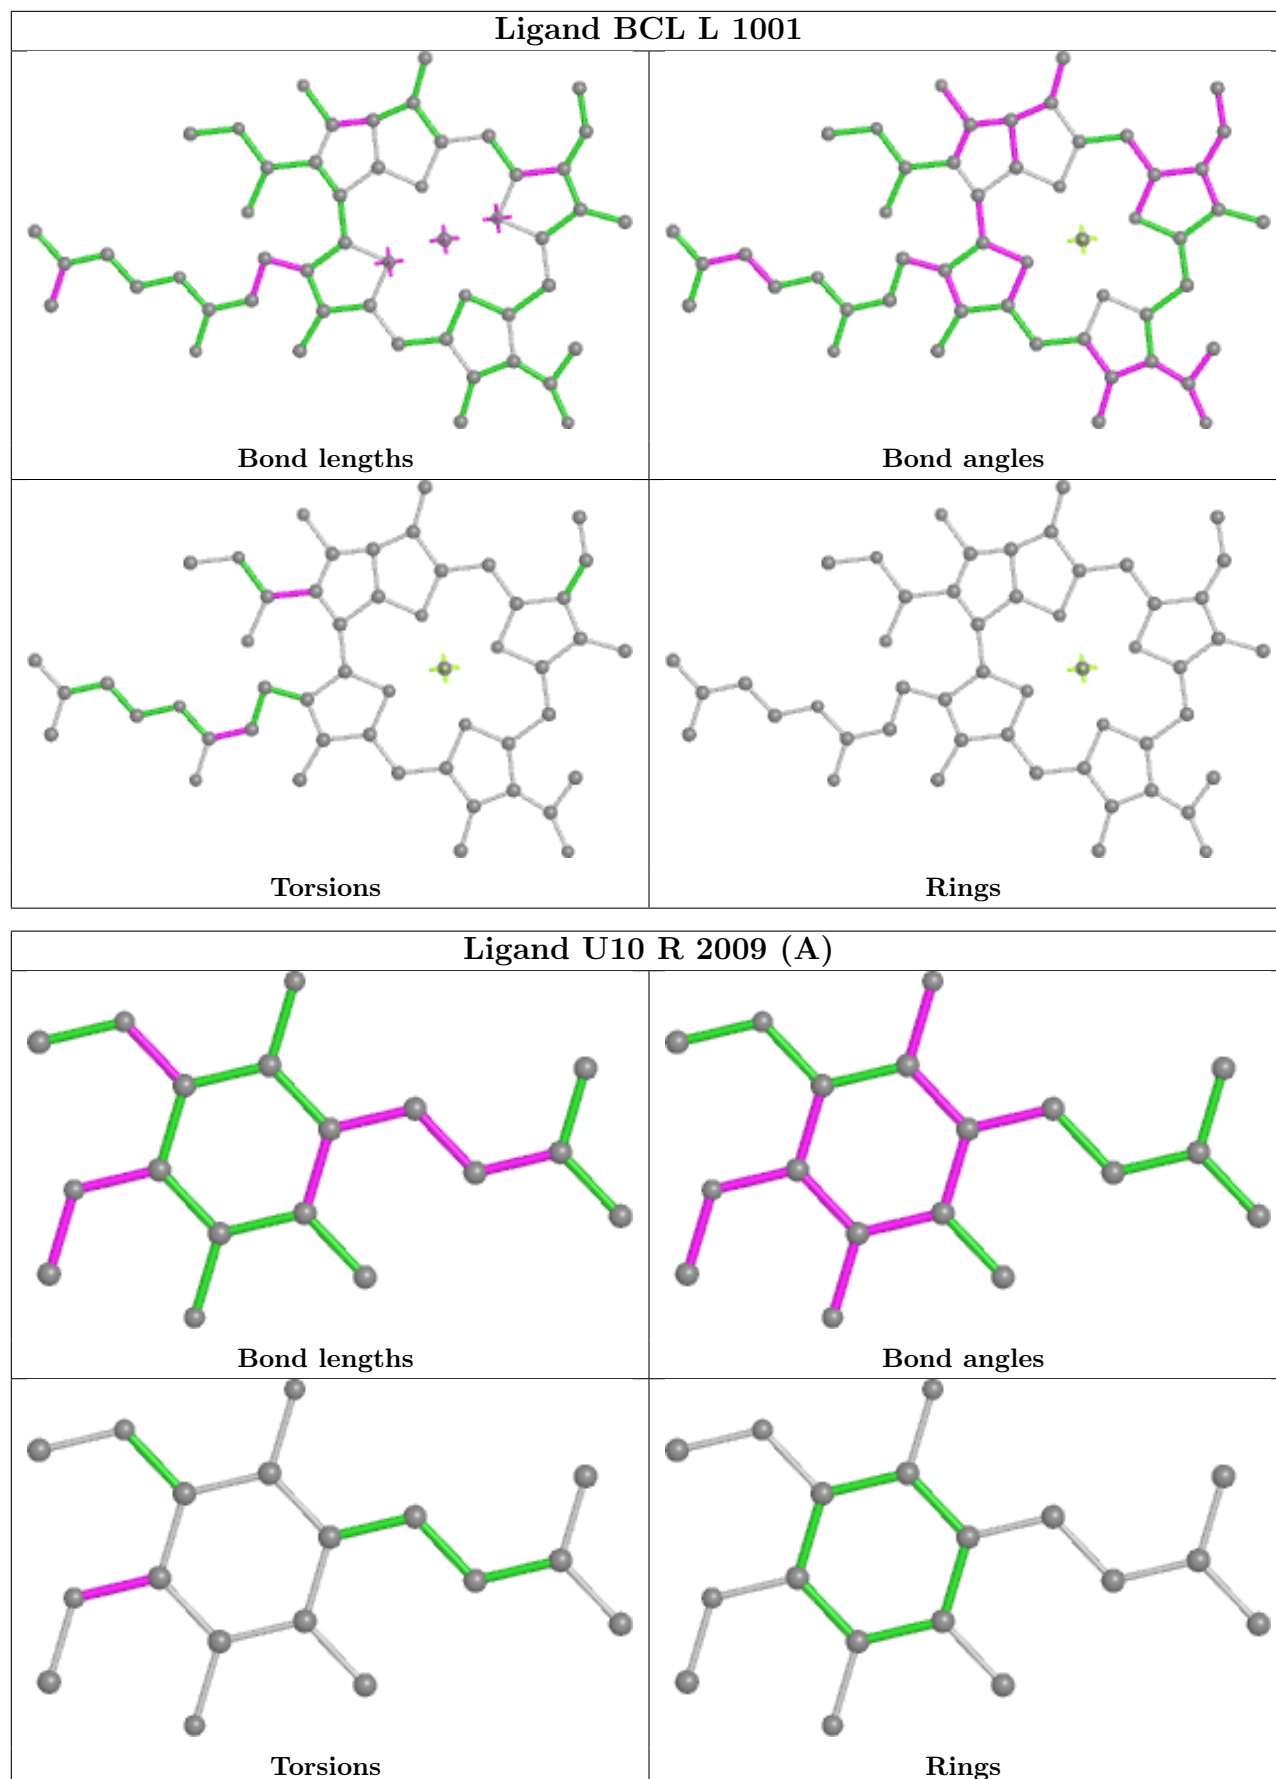 Ligand BCL L 1001
Bond lengths
Bond angles
Torsions
Rings
Ligand U10 R 2009 (A)
Bond lengths
Bond angles
Torsions
Rings